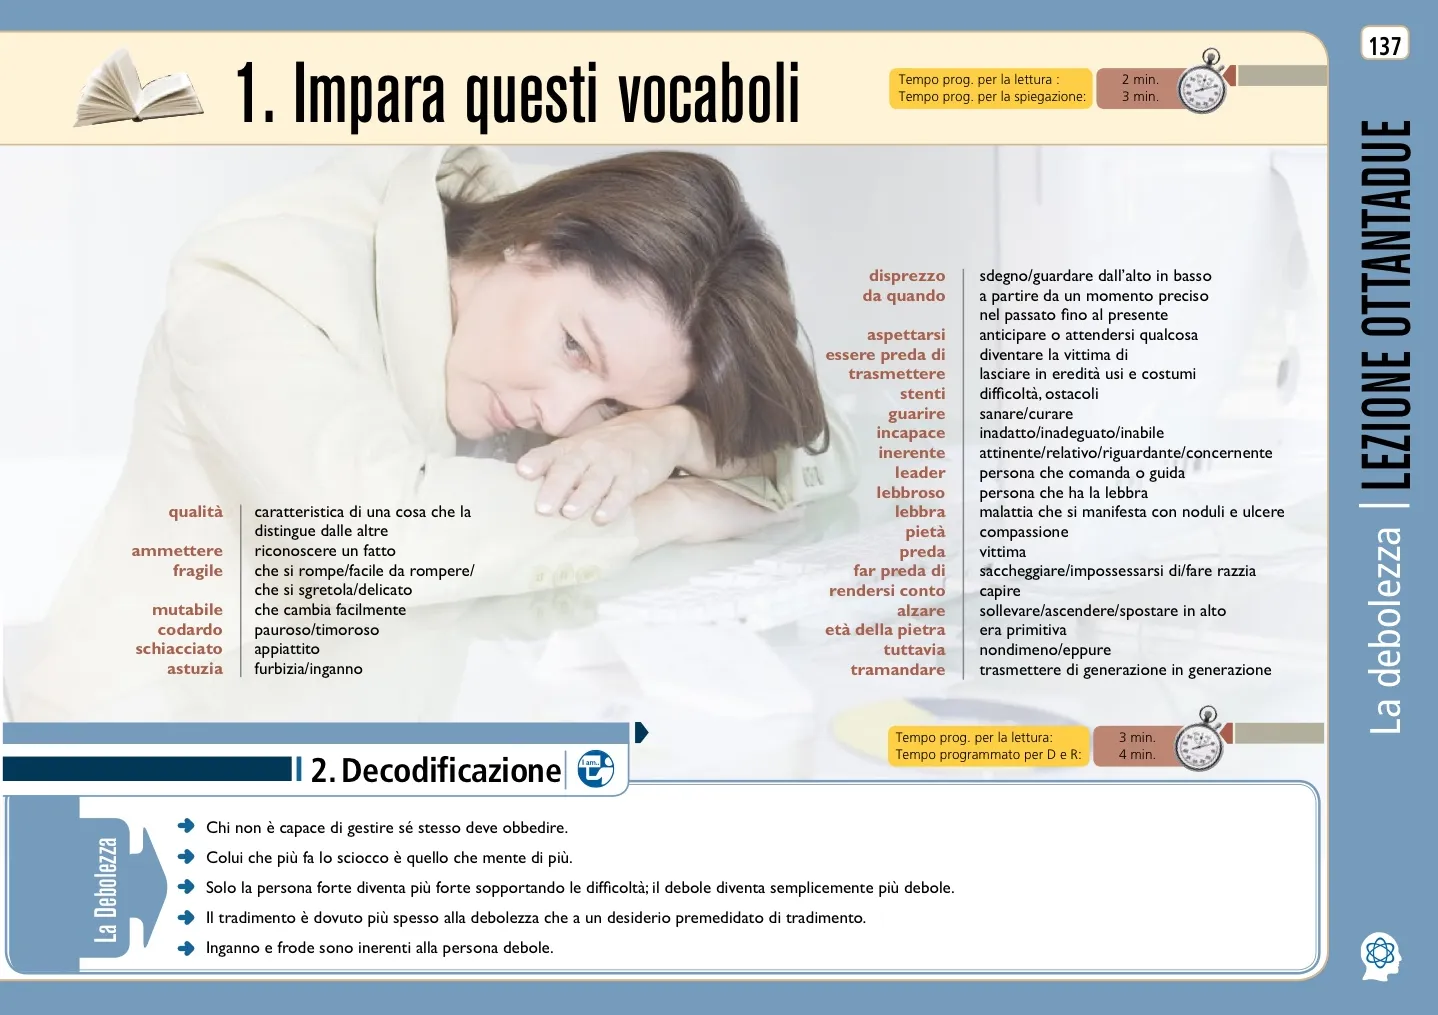 137
1. Impara questi vocaboli
Tempo prog. per la lettura : 2 min.
Tempo prog. per la spiegazione: 3 min.
qualità caratteristica di una cosa che la
distingue dalle altre
ammettere riconoscere un fatto
fragile che si rompe/facile da rompere/
che si sgretola/delicato
mutabile che cambia facilmente
codardo pauroso/timoroso
schiacciato appiattito
astuzia furbizia/inganno
disprezzo sdegno/guardare dall'alto in basso
da quando a partire da un momento preciso
nel passato fino al presente
aspettarsi anticipare o attendersi qualcosa
essere preda di diventare la vittima di
trasmettere lasciare in eredità usi e costumi
stenti difficoltà, ostacoli
guarire sanare/curare
incapace inadatto/inadeguato/inabile
inerente attinente/relativo/riguardante/concernente
leader persona che comanda o guida
lebbroso persona che ha la lebbra
lebbra malattia che si manifesta con noduli e ulcere
pietà compassione
preda vittima
far preda di saccheggiare/impossessarsi di/fare razzia
rendersi conto capire
alzare sollevare/ascendere/spostare in alto
età della pietra era primitiva
tuttavia nondimeno/eppure
tramandare trasmettere di generazione in generazione
La debolezza | LEZIONE OTTANTADUE
2. Decodificazione
I am..
Tempo prog. per la lettura: 3 min.
Tempo programmato per D e R: 4 min.
La Debolezza
Chi non è capace di gestire sé stesso deve obbedire.
Colui che più fa lo sciocco è quello che mente di più.
Solo la persona forte diventa più forte sopportando le difficoltà; il debole diventa semplicemente più debole.
Il tradimento è dovuto più spesso alla debolezza che a un desiderio premedidato di tradimento.
Inganno e frode sono inerenti alla persona debole.